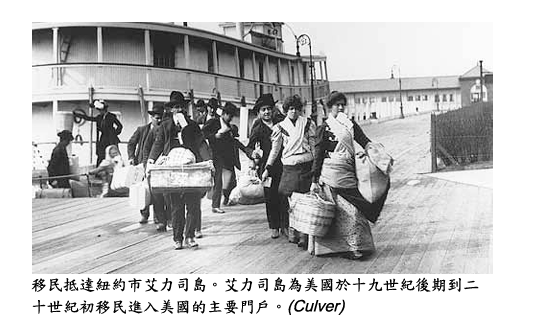 移民抵達紐約市艾力司島。艾力司島為美國於十九世紀後期到二
十世紀初移民進入美國的主要門戶。(Culver)